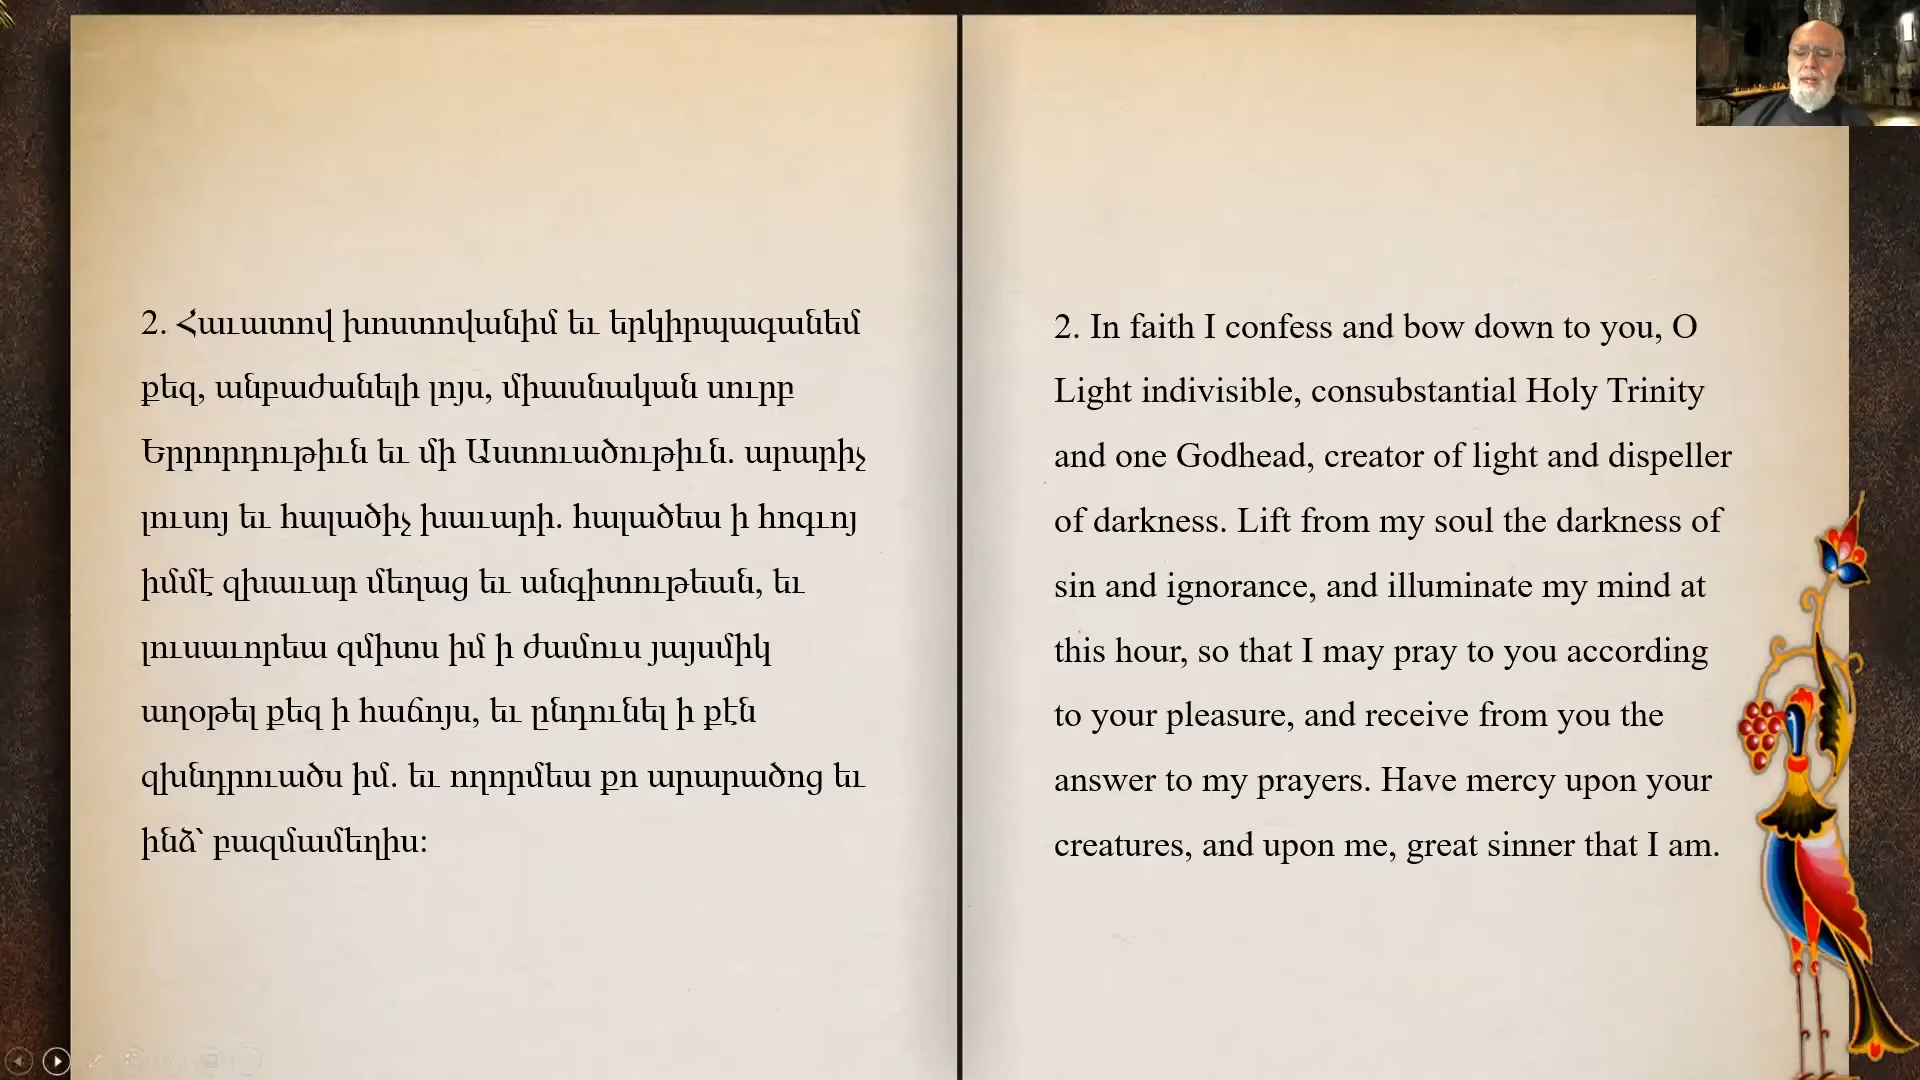 2. Հաւատով խոստովանիմ եւ երկիրպագանեմ
քեզ, անբաժանելի լոյս, միասնական սուրբ
Երրորդութիւն եւ մի Աստուածութիւն. արարիչ
լուսոյ եւ հալածիչ խաւարի. հալածեա ի հոգւոյ
իմմէ զխաւար մեղաց եւ անգիտութեան, եւ
լուսաւորեա զմիտս իմ ի ժամուս յայսմիկ
աղօթել քեզ ի հաճոյս, եւ ընդունել ի քէն
զխնդրուածս իմ. եւ ողորմեա քո արարածոց եւ
ինձ՝ բազմամեղիս։
2. In faith I confess and bow down to you, O
Light indivisible, consubstantial Holy Trinity
and one Godhead, creator of light and dispeller
of darkness. Lift from my soul the darkness of
sin and ignorance, and illuminate my mind at
this hour, so that I may pray to you according
to your pleasure, and receive from you the
answer to my prayers. Have mercy upon your
creatures, and upon me, great sinner that I am.